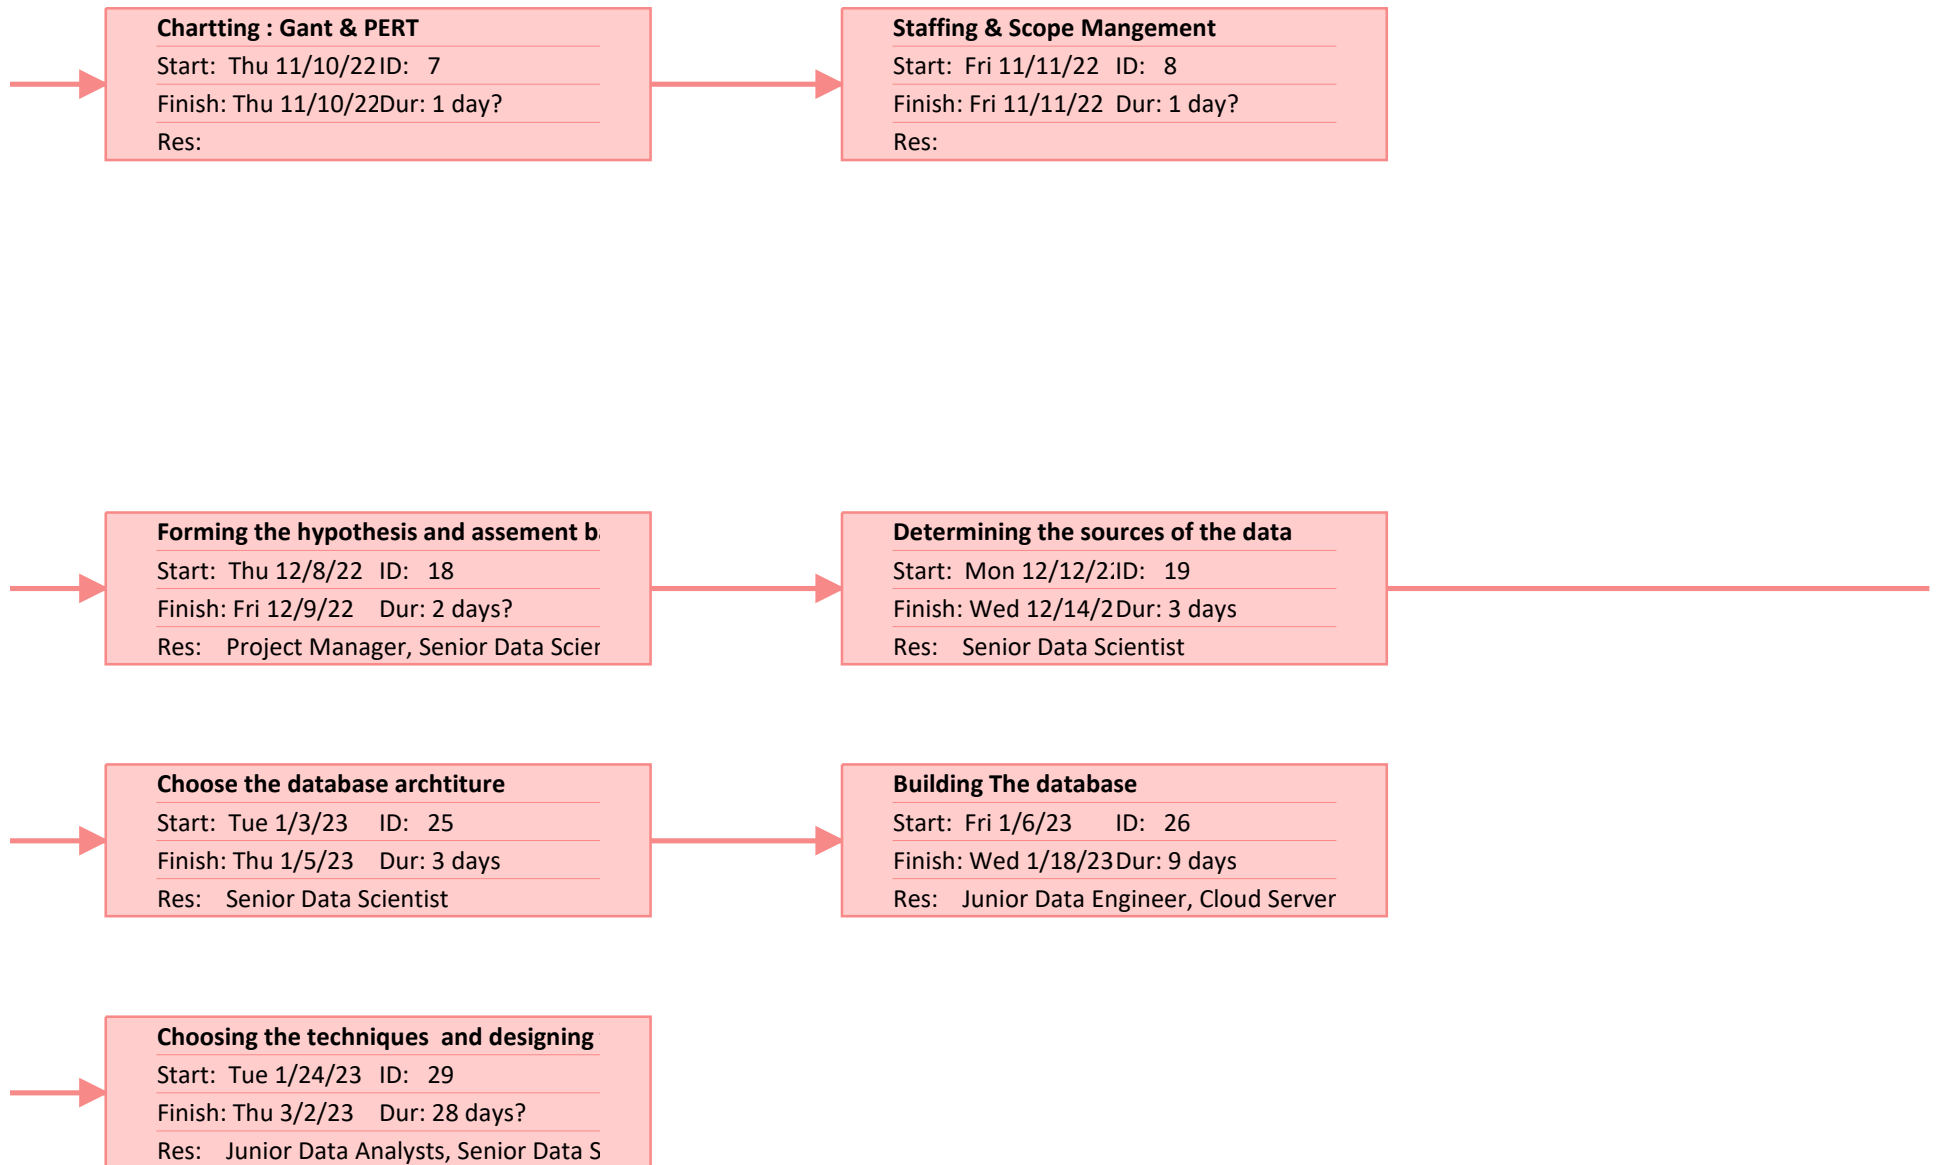 Chartting : Gant & PERT
Start: Thu 11/10/22 ID: 7
Finish: Thu 11/10/22 Dur: 1 day?
Res:
Staffing & Scope Mangement
Start: Fri 11/11/22 ID: 8
Finish: Fri 11/11/22 Dur: 1 day?
Res:
Forming the hypothesis and assement
Start: Thu 12/8/22 ID: 18
Finish: Fri 12/9/22 Dur: 2 days?
Res: Project Manager, Senior Data
Determining the sources of the data
Start: Mon 12/12/2 ID: 19
Finish: Wed 12/14/2 Dur: 3 days
Res: Senior Data Scientist
Choose the database archtiture
Start: Tue 1/3/23 ID: 25
Finish: Thu 1/5/23 Dur: 3 days
Res: Senior Data Scientist
Building The database
Start: Fri 1/6/23 ID: 26
Finish: Wed 1/18/23 Dur: 9 days
Res: Junior Data Engineer, Cloud Server
Choosing the techniques and designing
Start: Tue 1/24/23 ID: 29
Finish: Thu 3/2/23 Dur: 28 days?
Res: Junior Data Analysts, Senior Data S